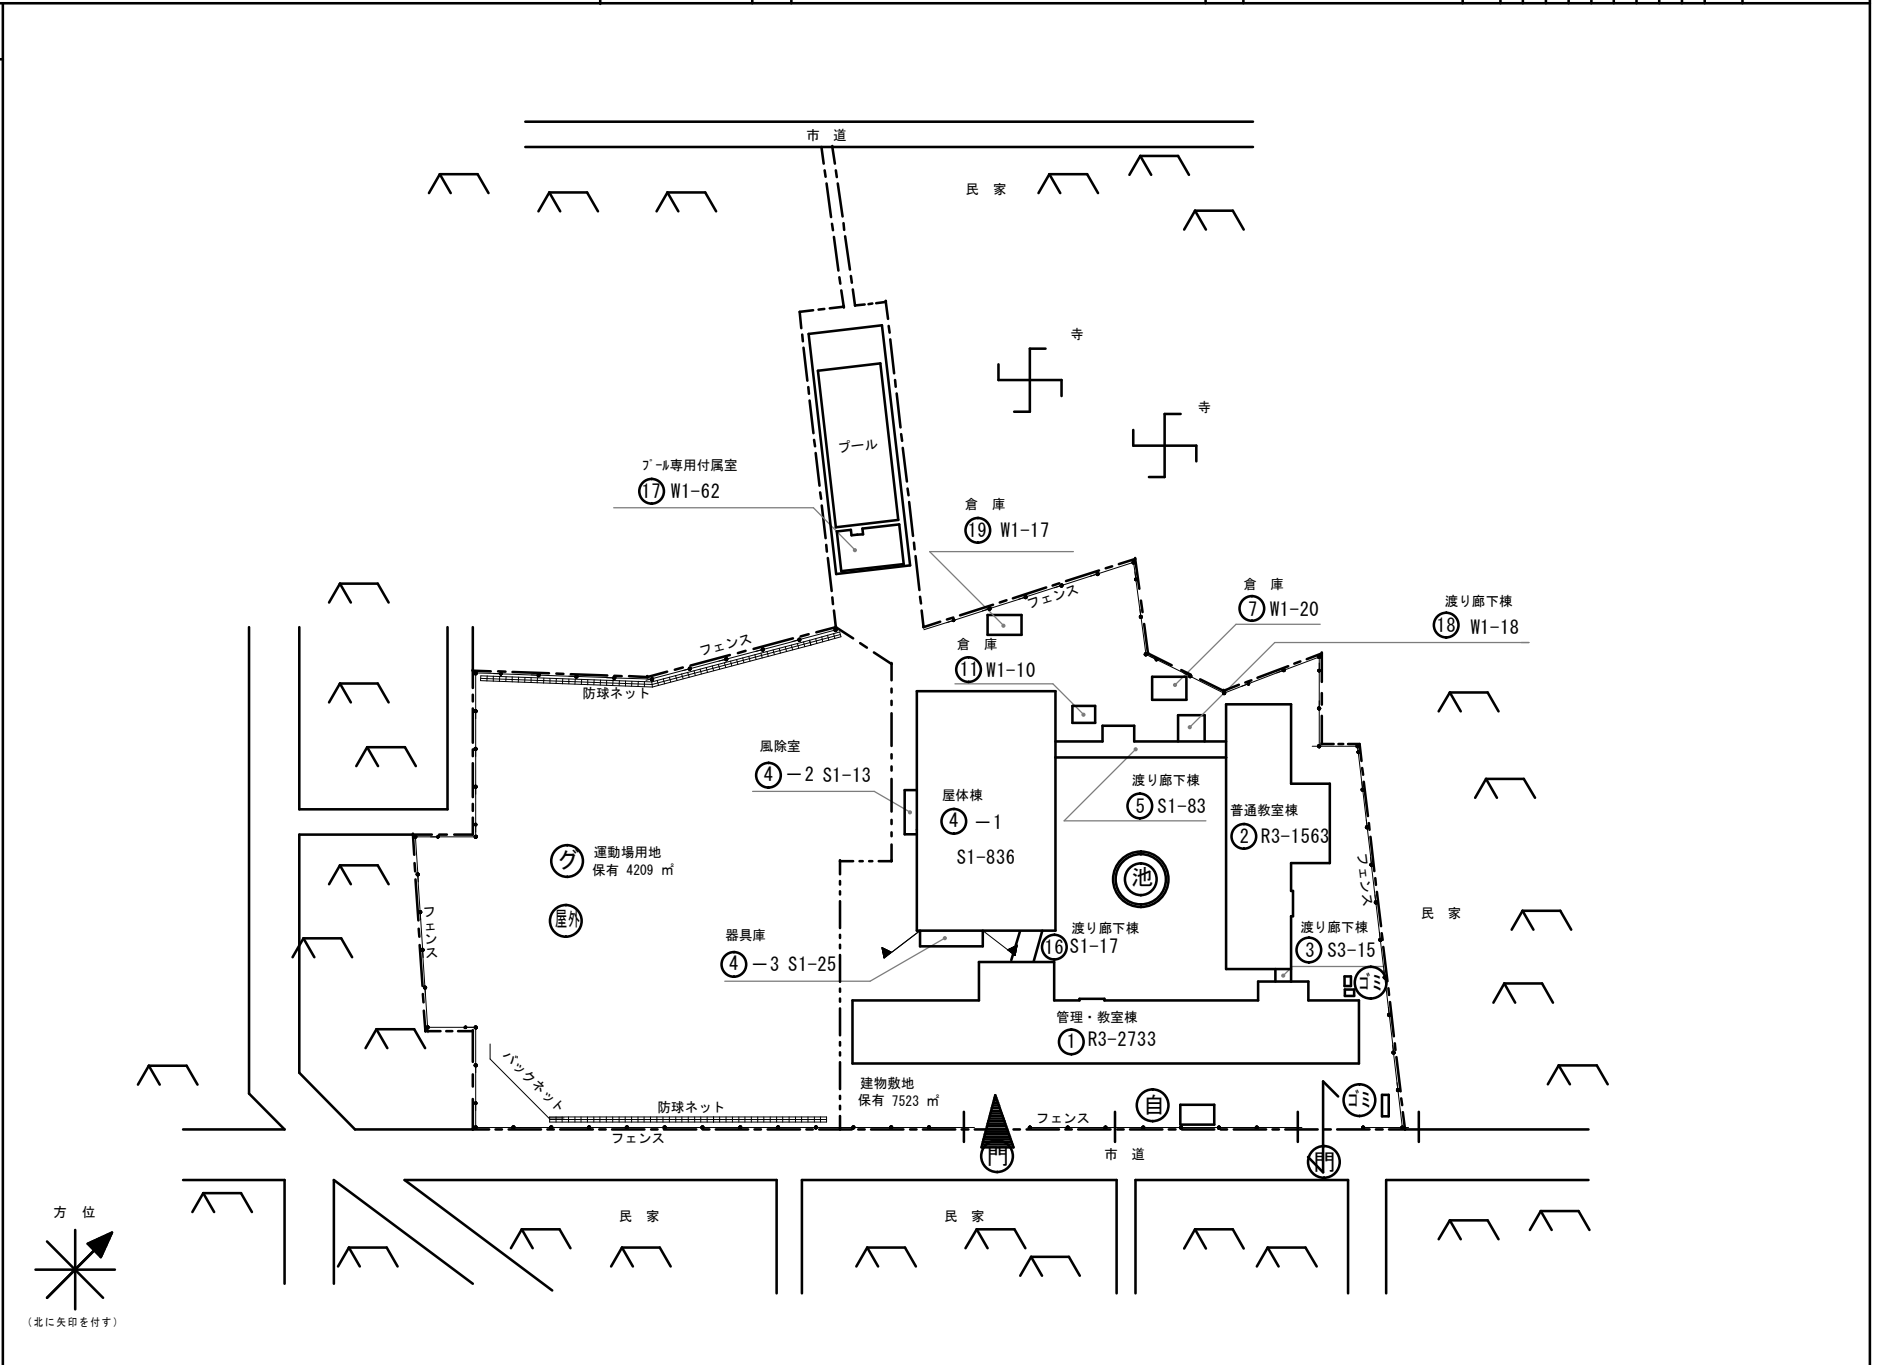 市 道
民 家
寺
寺
プール
プール専用付属室
⑰ W1-62
倉 庫
⑲ W1-17
フェンス
倉 庫
⑦ W1-20
渡り廊下棟
⑱ W1-18
フェンス
防球ネット
倉 庫
⑪ W1-10
風除室
④ー2 S1-13
屋体棟
④ー1
S1-836
渡り廊下棟
⑤ S1-83
普通教室棟
② R3-1563
グ 運動場用地
保有 4209 ㎡
屋外
池
フェンス
民 家
フェンス
器具庫
④ー3 S1-25
渡り廊下棟
⑯ S1-17
渡り廊下棟
③ S3-15
ゴミ
管理・教室棟
① R3-2733
バックネット
防球ネット
フェンス
建物敷地
保有 7523 ㎡
自
ゴミ
フェンス
門
市 道
門
方 位
(北に矢印を付す)
民 家
民 家